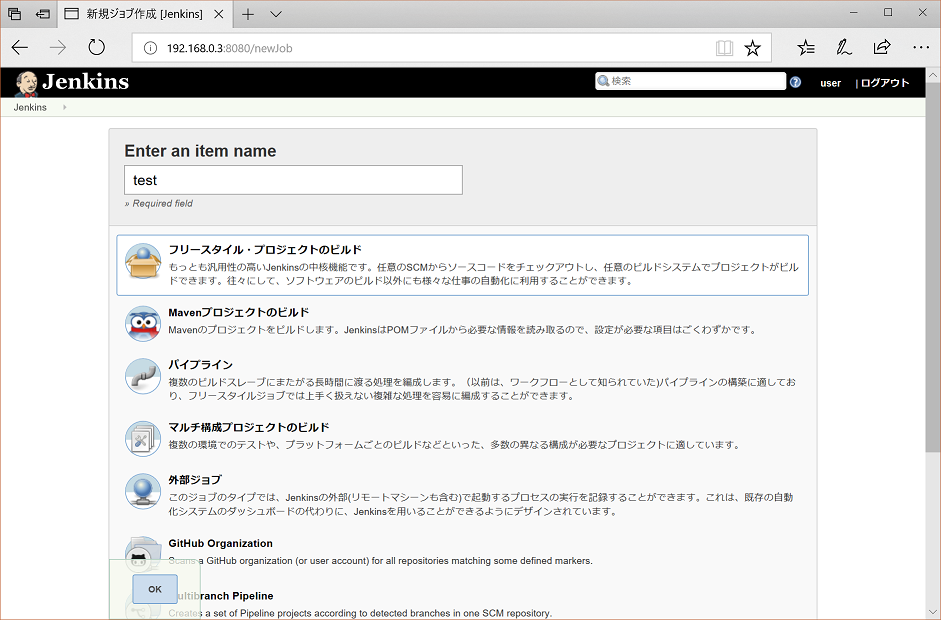 新規ジョブ作成 [Jenkins]
192.168.0.3:8080/newJob
Jenkins
検索
user
| ログアウト
Jenkins
Enter an item name
test
» Required field
フリースタイル・プロジェクトのビルド
もっとも汎用性の高いJenkinsの中核機能です。任意のSCMからソースコードをチェックアウトし、任意のビルドシステムでプロジェクトがビル
ドできます。往々にして、ソフトウェアのビルド以外にも様々な仕事の自動化に利用することができます。
Mavenプロジェクトのビルド
Mavenのプロジェクトをビルドします。JenkinsはPOMファイルから必要な情報を読み取るので、設定が必要な項目はごくわずかです。
パイプライン
複数のビルドスレーブにまたがる長時間に渡る処理を編成します。（以前は、ワークフローとして知られていた)パイプラインの構築に適してお
り、フリースタイルジョブでは上手く扱えない複雑な処理を容易に編成することができます。
マルチ構成プロジェクトのビルド
複数の環境でのテストや、プラットフォームごとのビルドなどといった、多数の異なる構成が必要なプロジェクトに適しています。
外部ジョブ
このジョブのタイプでは、Jenkinsの外部(リモートマシーンも含む)で起動するプロセスの実行を記録することができます。これは、既存の自動
化システムのダッシュボードの代わりに、Jenkinsを用いることができるようにデザインされています。
GitHub Organization
Scans a GitHub organization (or user account) for all repositories matching some defined markers.
OK
Multibranch Pipeline
Creates a set of Pipeline projects according to detected branches in one SCM repository.